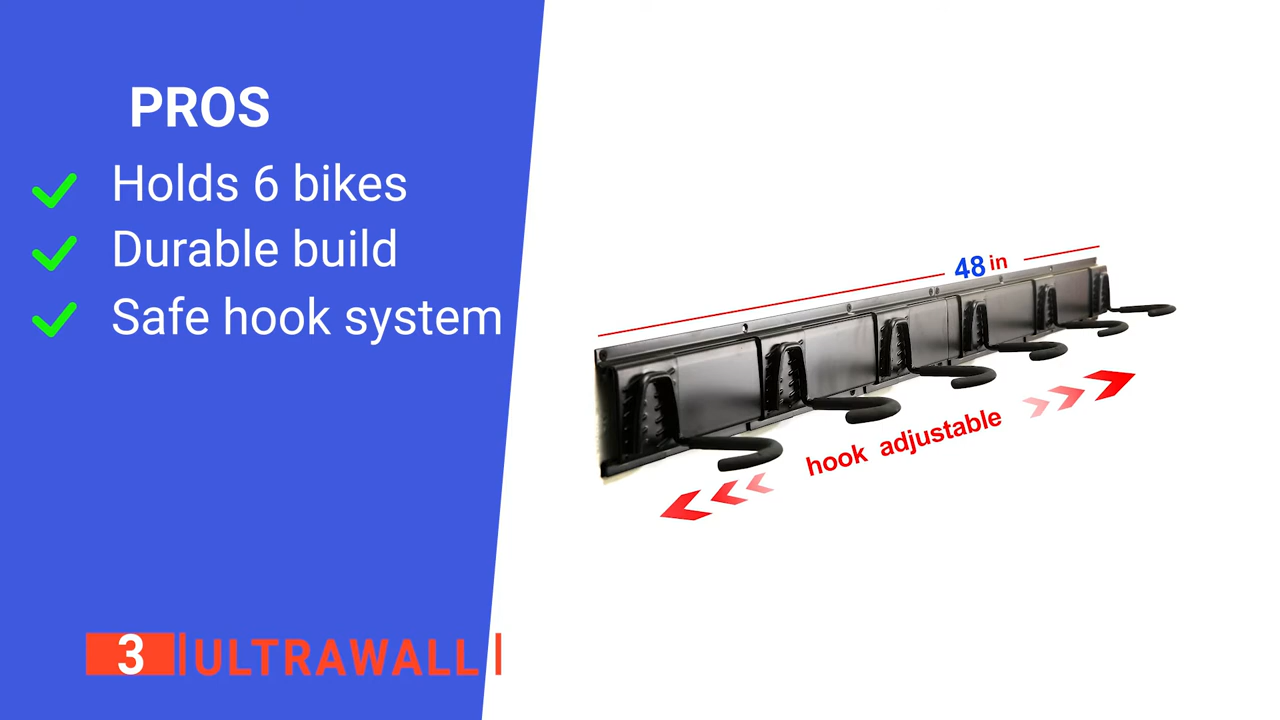 PROS
Holds 6 bikes
Durable build
Safe hook system
48 in
hook adjustable
3 ULTRAWALL